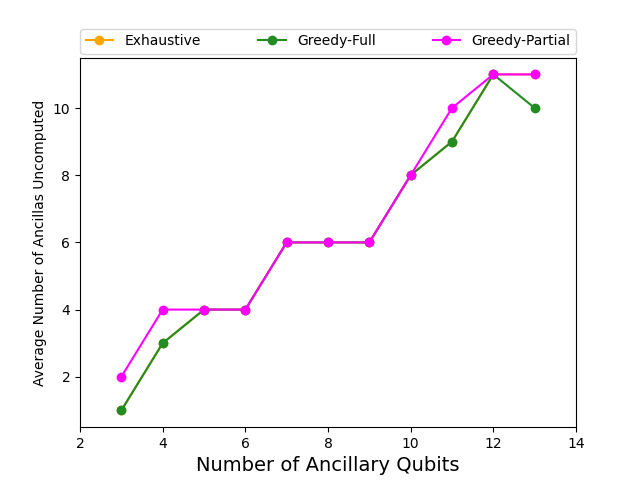 Exhaustive Greedy-Full Greedy-Partial
Average Number of Ancillas Uncomputed
10
8
6
4
2
2 4 6 8 10 12 14
Number of Ancillary Qubits